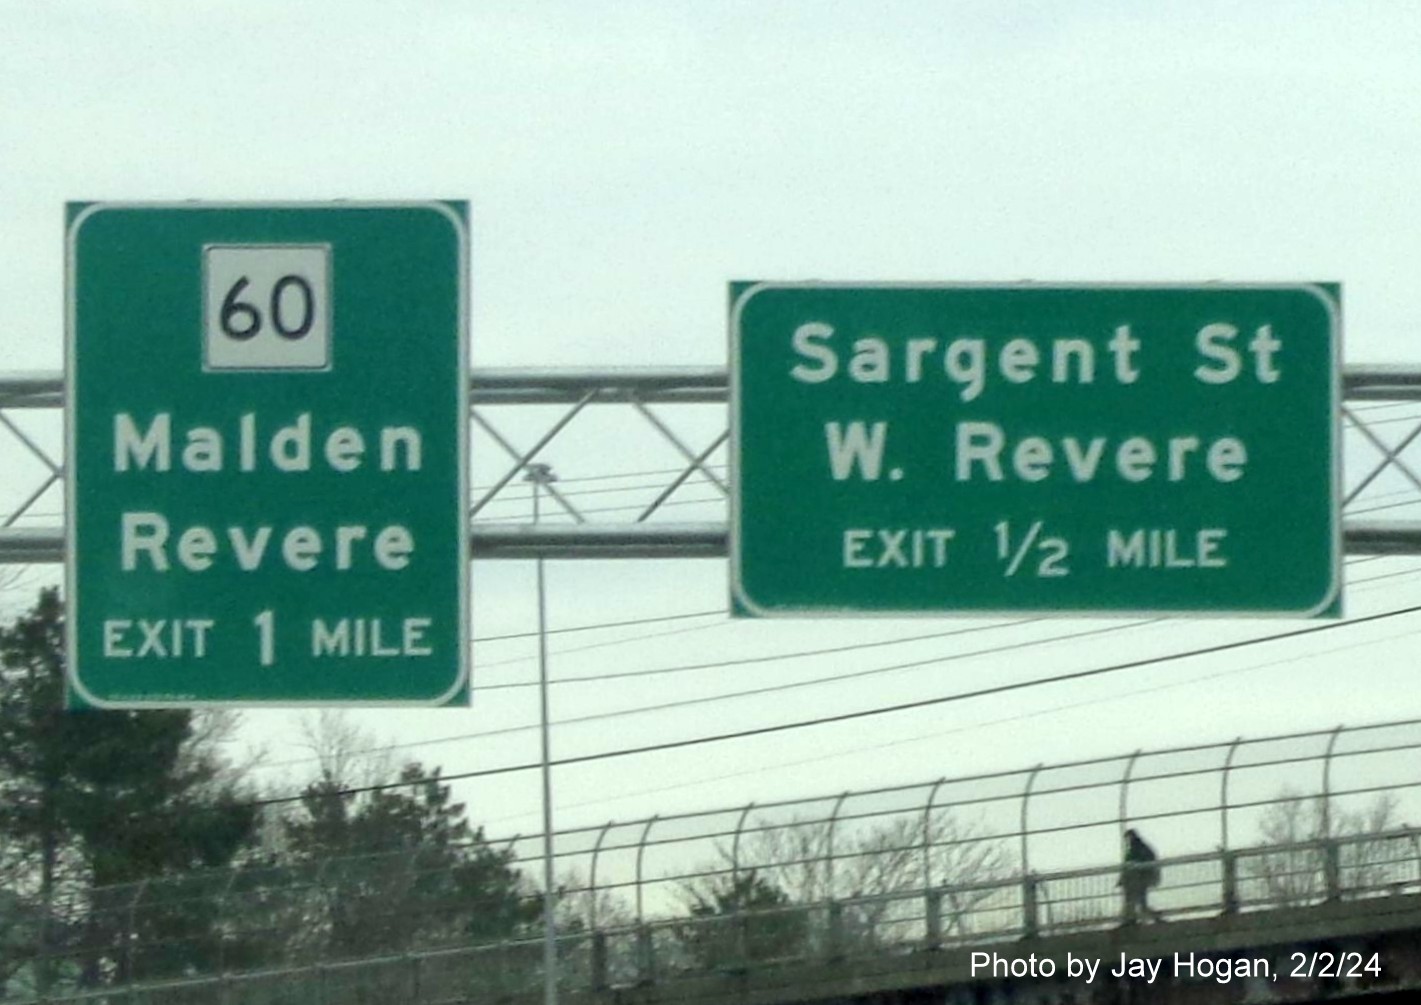 60
Malden
Revere
EXIT 1 MILE
Sargent St
W. Revere
EXIT 1/2 MILE
Photo by Jay Hogan, 2/2/24